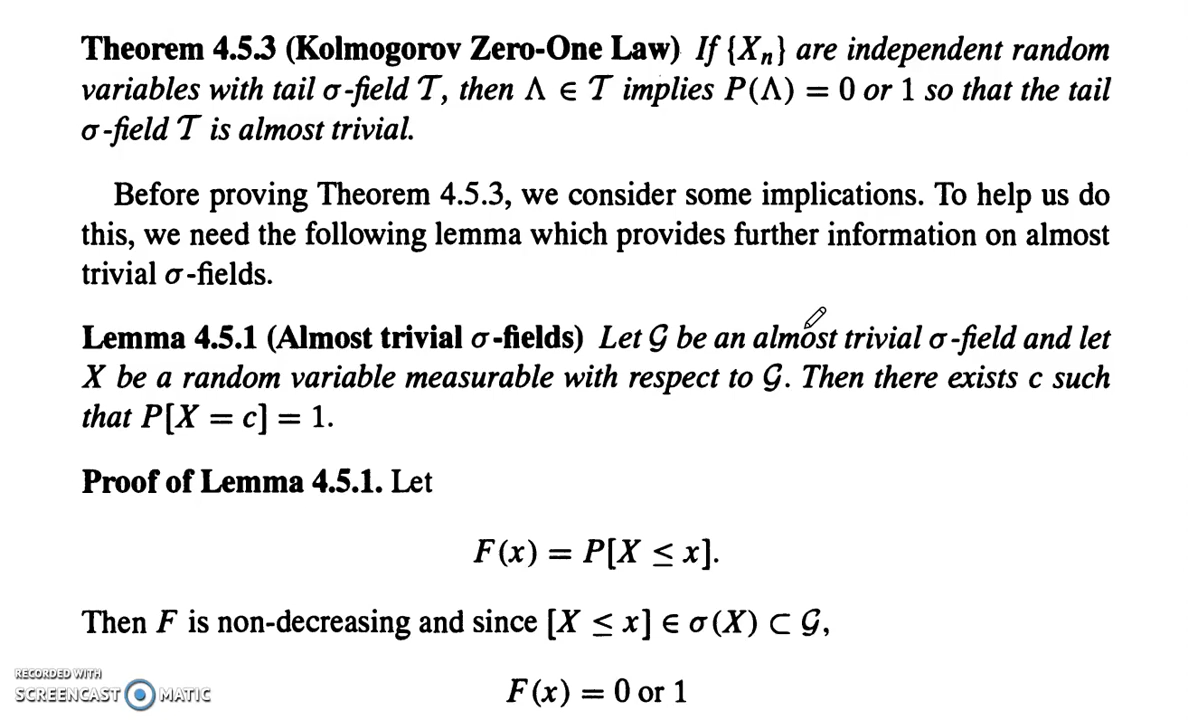 Theorem 4.5.3 (Kolmogorov Zero-One Law) If {Xₙ} are independent random
variables with tail σ-field 𝒯, then Λ ∈ 𝒯 implies P(Λ) = 0 or 1 so that the tail
σ-field 𝒯 is almost trivial.
Before proving Theorem 4.5.3, we consider some implications. To help us do
this, we need the following lemma which provides further information on almost
trivial σ-fields.
Lemma 4.5.1 (Almost trivial σ-fields) Let 𝒢 be an almost trivial σ-field and let
X be a random variable measurable with respect to 𝒢. Then there exists c such
that P[X = c] = 1.
Proof of Lemma 4.5.1. Let
F(x) = P[X ≤ x].
Then F is non-decreasing and since [X ≤ x] ∈ σ(X) ⊂ 𝒢,
F(x) = 0 or 1
RECORDED WITH
SCREENCAST MATIC